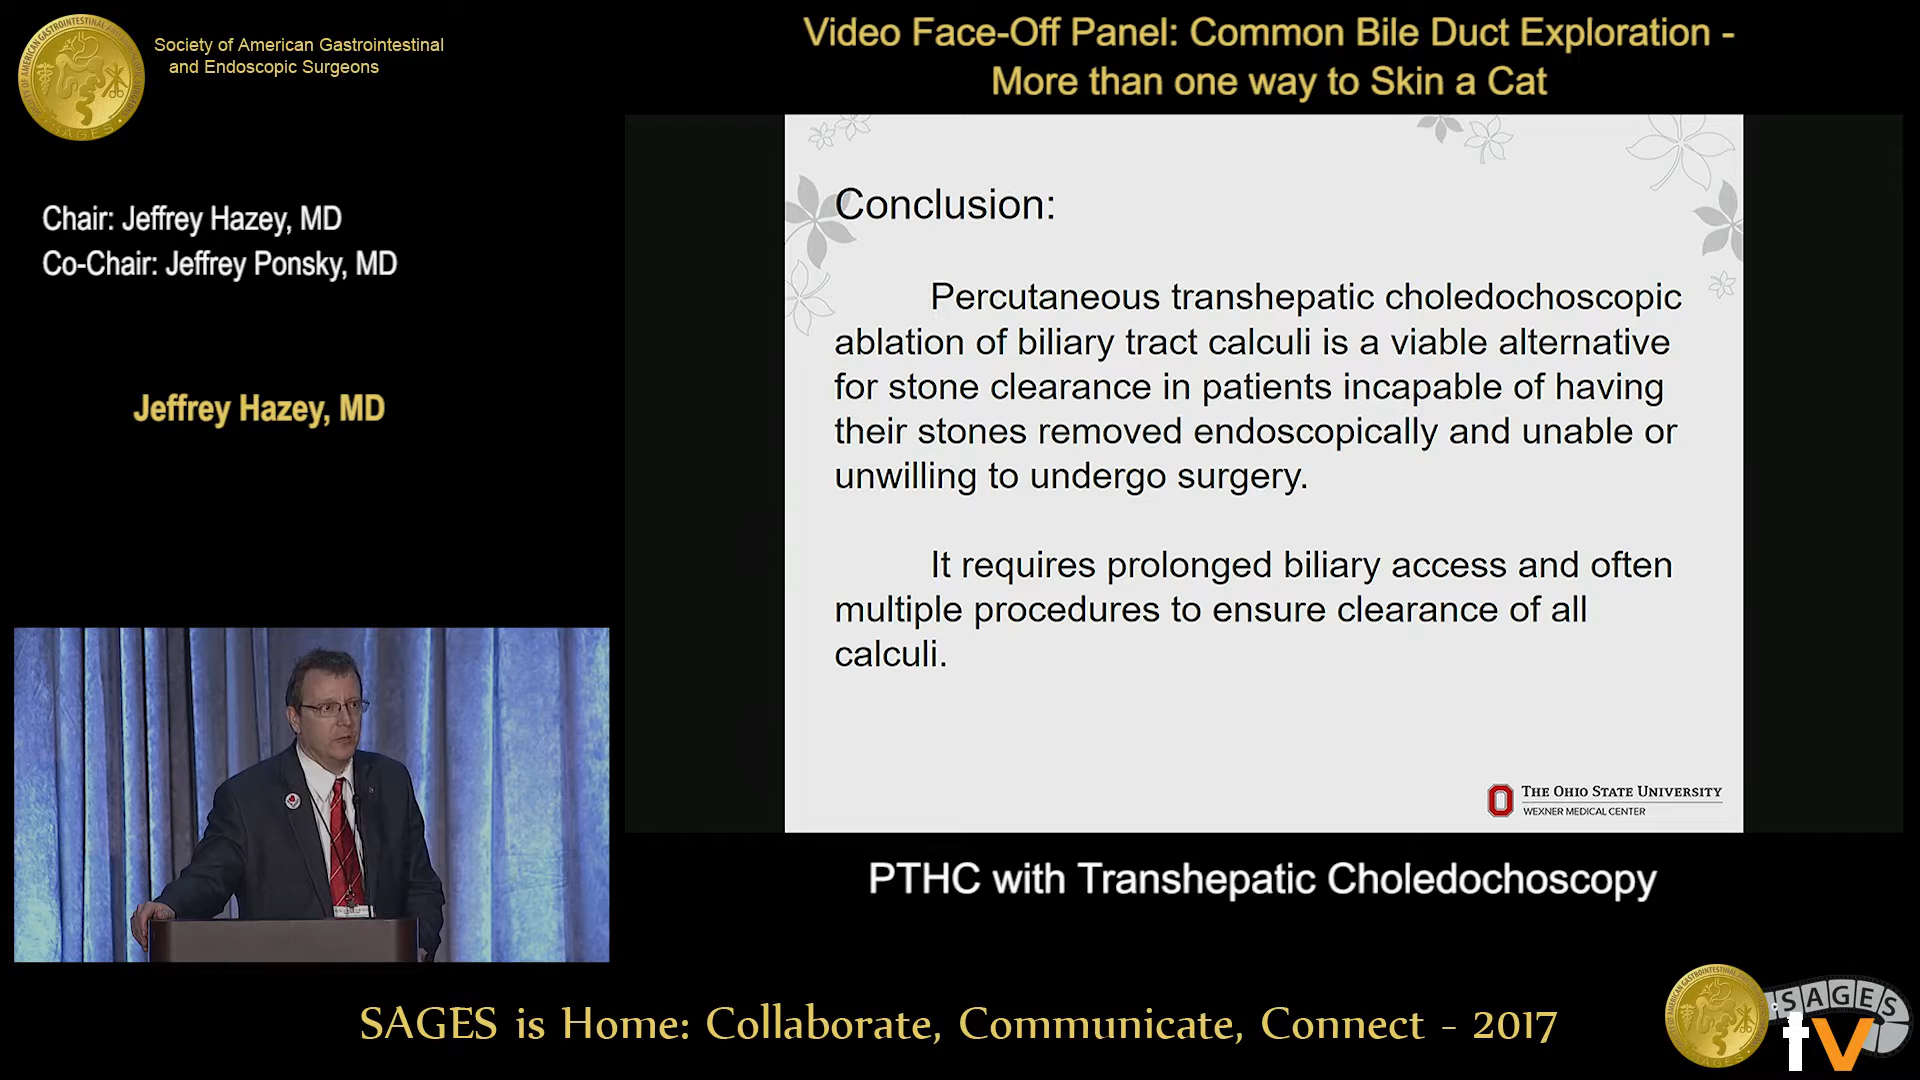 Society of American Gastrointestinal
and Endoscopic Surgeons
Video Face-Off Panel: Common Bile Duct Exploration -
More than one way to Skin a Cat
Chair: Jeffrey Hazey, MD
Co-Chair: Jeffrey Ponsky, MD
Jeffrey Hazey, MD
Conclusion:
Percutaneous transhepatic choledochoscopic
ablation of biliary tract calculi is a viable alternative
for stone clearance in patients incapable of having
their stones removed endoscopically and unable or
unwilling to undergo surgery.
It requires prolonged biliary access and often
multiple procedures to ensure clearance of all
calculi.
THE OHIO STATE UNIVERSITY
WEXNER MEDICAL CENTER
PTHC with Transhepatic Choledochoscopy
SAGES is Home: Collaborate, Communicate, Connect - 2017
SAGES
tv